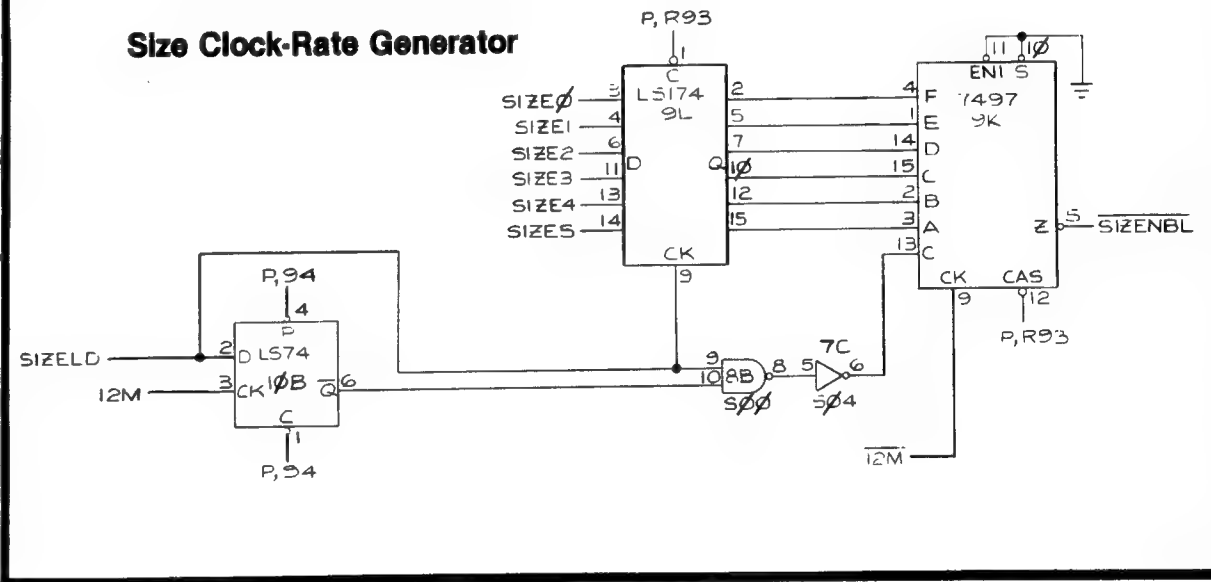 Size Clock-Rate Generator
P, R93
1
C
LS174
9L
D
Q
CK
9
SIZEØ 3
SIZE1 4
SIZE2 6
SIZE3 11
SIZE4 13
SIZE5 14
2
5
7
1Ø
12
15
11 1Ø
EN1 S
7497
9K
4 F
1 E
14 D
15 C
2 B
3 A
13 C
Z 5 SIZENBL
CK CAS
9 12
P, R93
P, 94
4
P
SIZELD 2 D LS74
12M 3 CK 1ØB Q 6
C
1
P, 94
9
10 8B 8
SØØ
7C
5 6
SØ4
12M